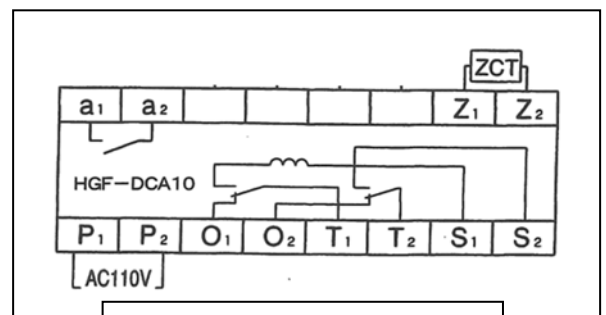 ZCT
a1 a2 Z1 Z2
HGF-DCA10
P1 P2 O1 O2 T1 T2 S1 S2
AC110V